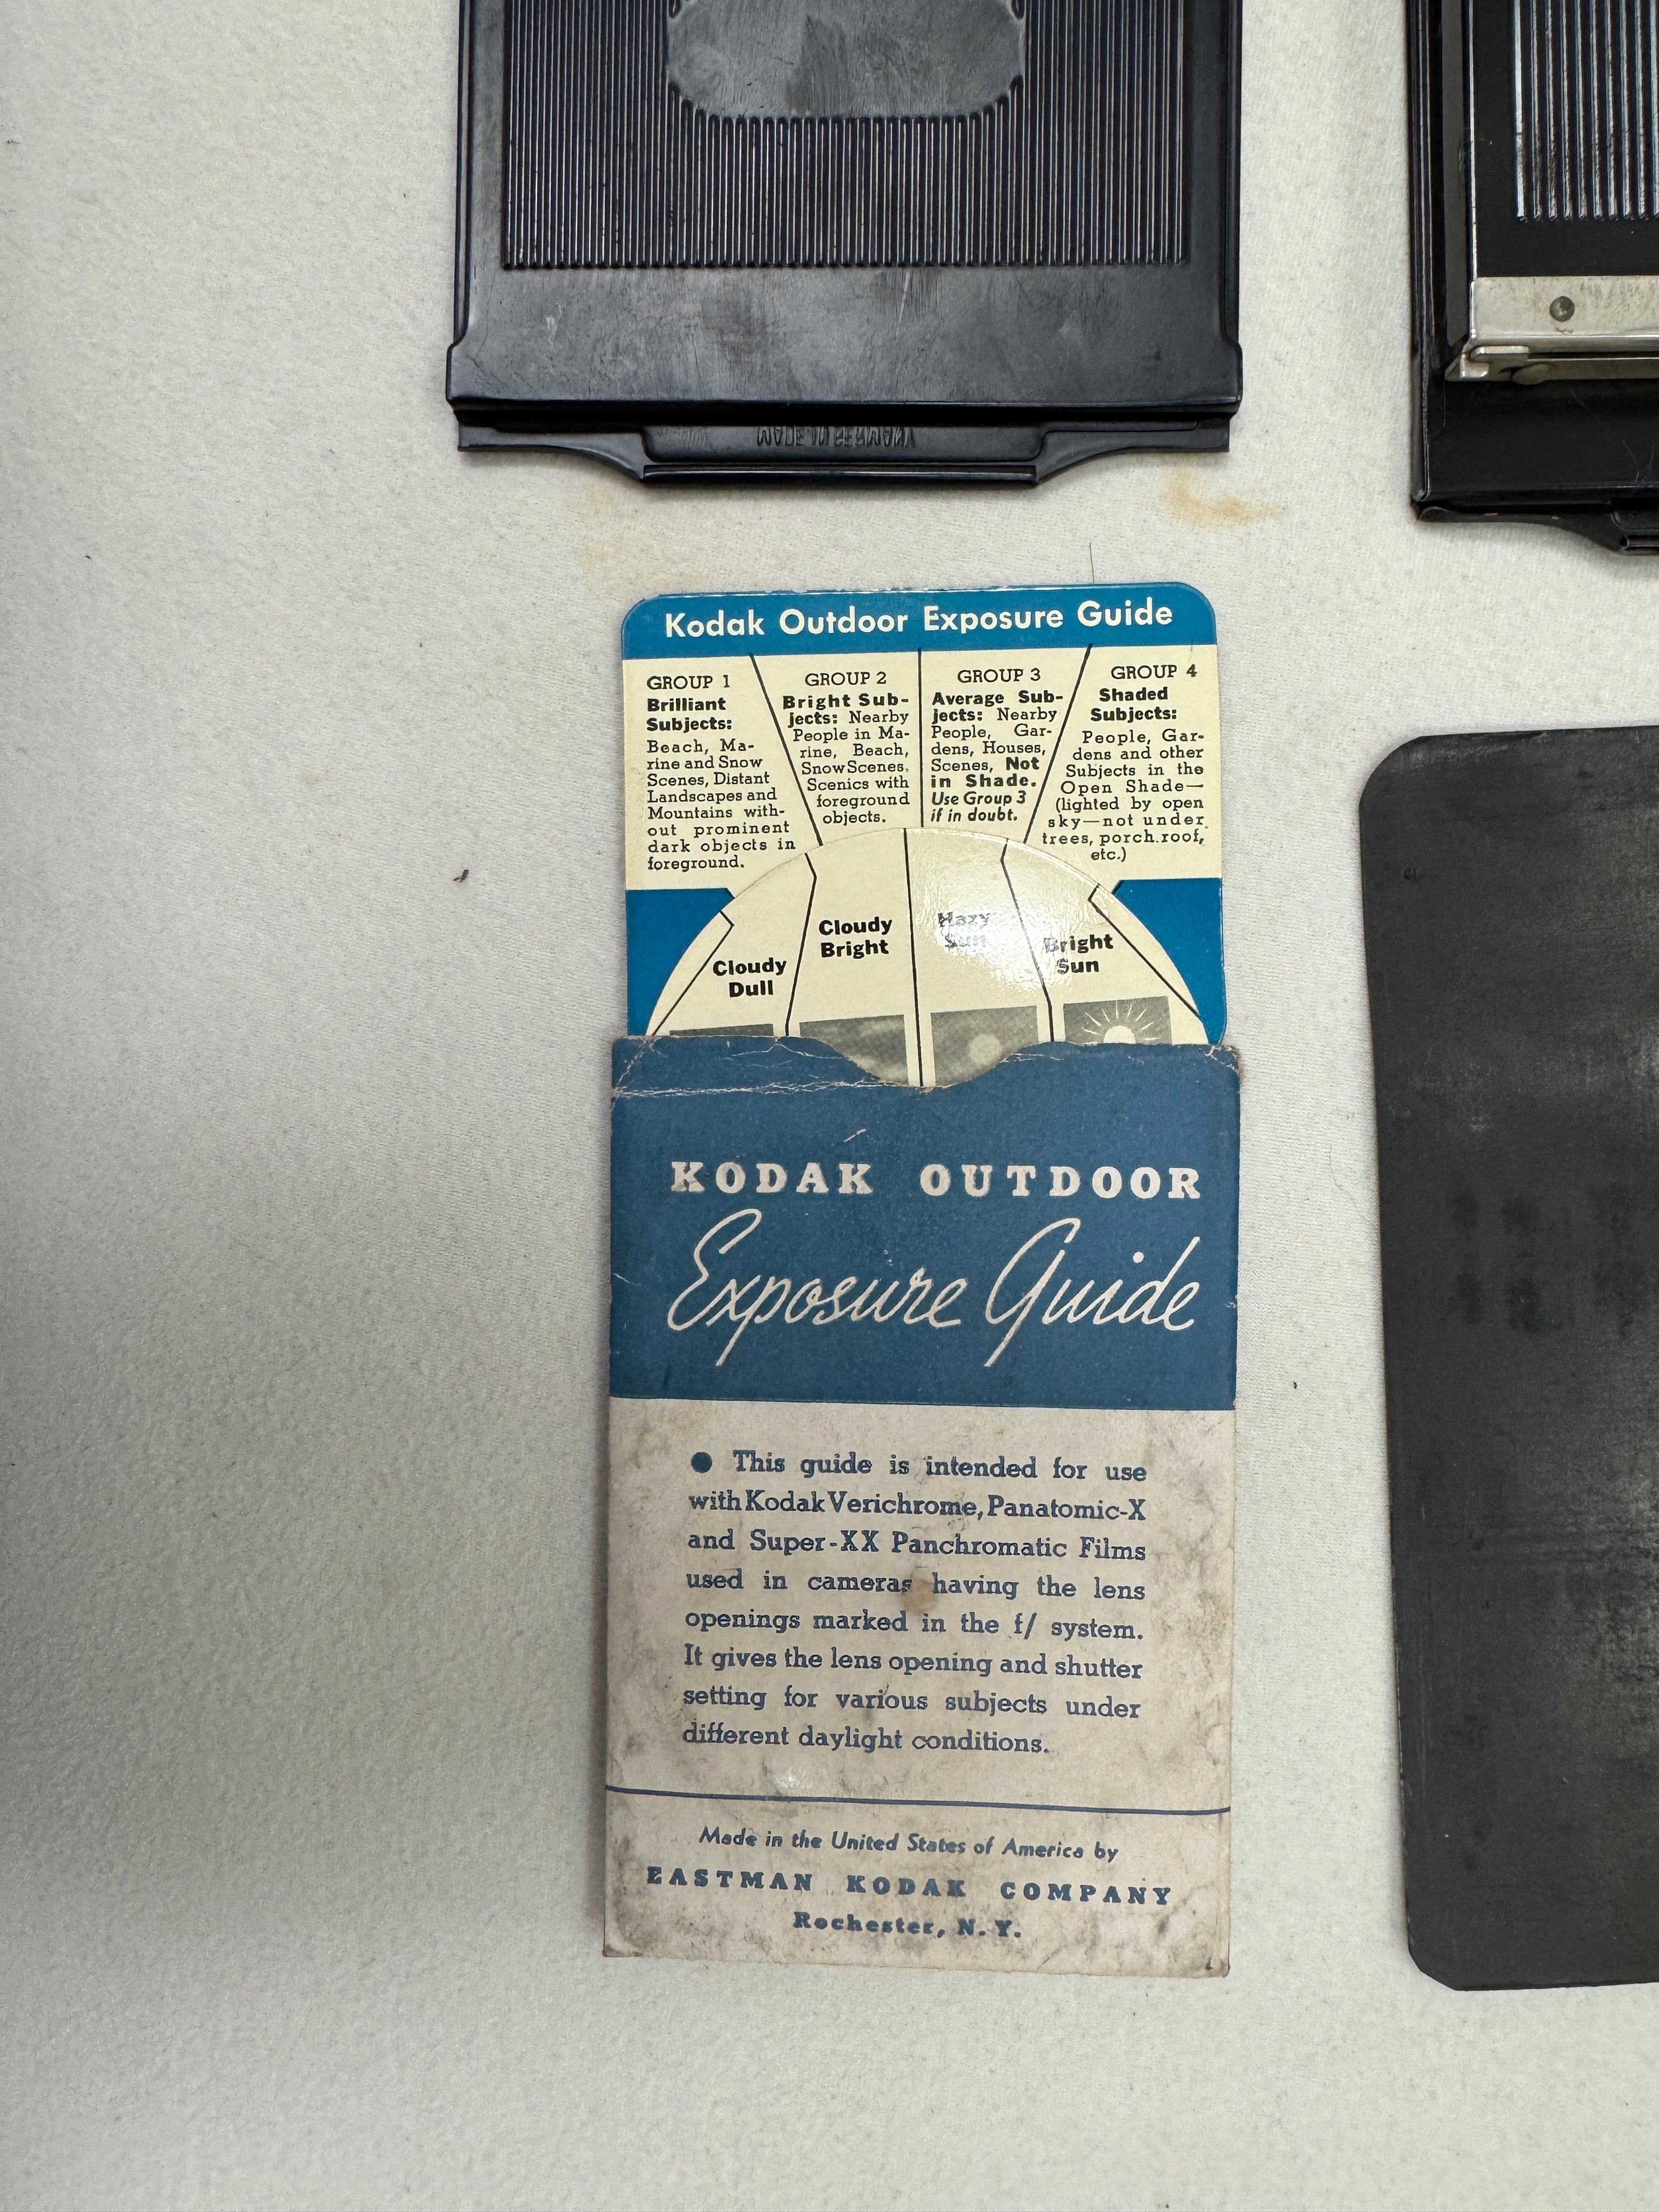 MADE IN GERMANY
Kodak Outdoor Exposure Guide
GROUP 1
Brilliant
Subjects:
Beach, Ma-
rine and Snow
Scenes, Distant
Landscapes and
Mountains with-
out prominent
dark objects in
foreground.
GROUP 2
Bright Sub-
jects: Nearby
People in Ma-
rine, Beach,
Snow Scenes,
Scenics with
foreground
objects.
GROUP 3
Average Sub-
jects: Nearby
People, Gar-
dens, Houses,
Scenes, Not
in Shade.
Use Group 3
if in doubt.
GROUP 4
Shaded
Subjects:
People, Gar-
dens and other
Subjects in the
Open Shade—
(lighted by open
sky—not under
trees, porch roof,
etc.)
Cloudy
Dull
Cloudy
Bright
Hazy
Sun
Bright
Sun
KODAK OUTDOOR
Exposure Guide
● This guide is intended for use
with Kodak Verichrome, Panatomic-X
and Super-XX Panchromatic Films
used in cameras having the lens
openings marked in the f/ system.
It gives the lens opening and shutter
setting for various subjects under
different daylight conditions.
Made in the United States of America by
EASTMAN KODAK COMPANY
Rochester, N. Y.